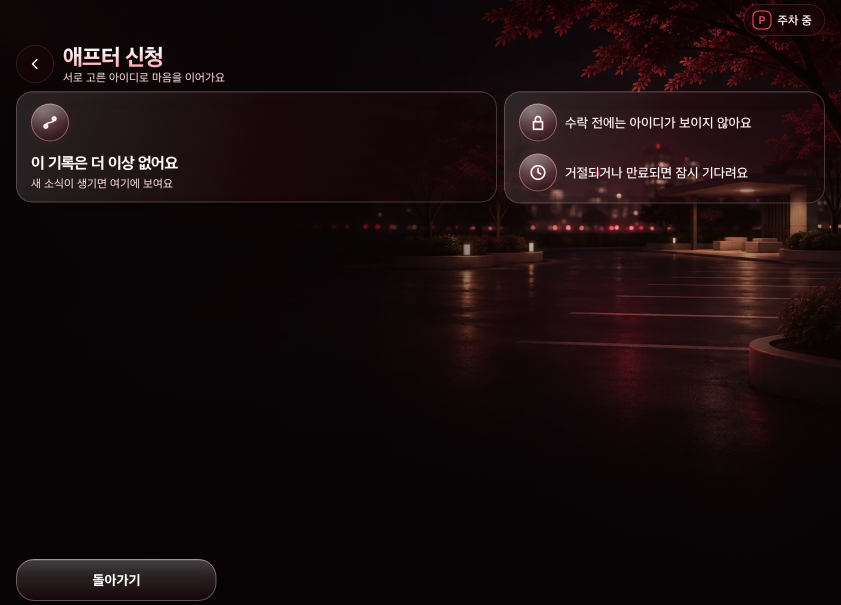 P 주차 중
애프터 신청
서로 고른 아이디로 마음을 이어가요
이 기록은 더 이상 없어요
새 소식이 생기면 여기에 보여요
수락 전에는 아이디가 보이지 않아요
거절되거나 만료되면 잠시 기다려요
돌아가기